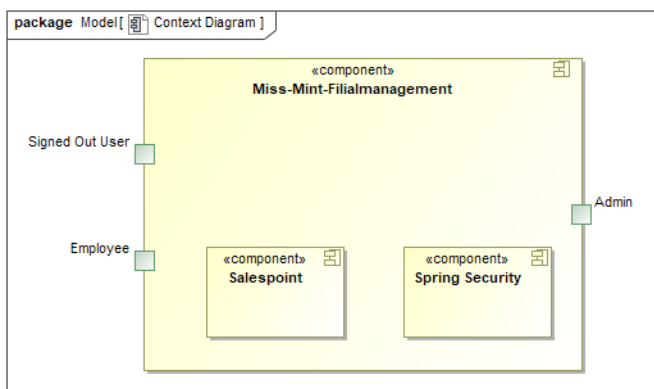 package Model[ Context Diagram ]
«component»
Miss-Mint-Filialmanagement
Signed Out User
Admin
Employee
«component»
Salespoint
«component»
Spring Security